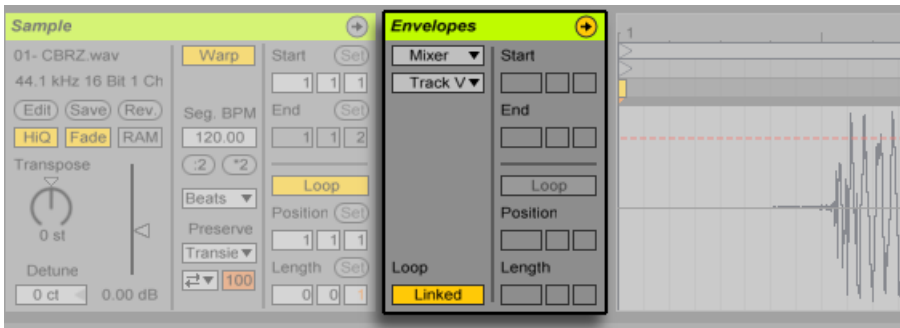 Sample
01- CBRZ.wav
44.1 kHz 16 Bit 1 Ch
Edit Save Rev.
HiQ Fade RAM
Transpose
0 st
Detune
0 ct 0.00 dB
Warp
Seg. BPM
120.00
:2 *2
Beats
Preserve
Transie
100
Start Set
1 1 1
End Set
1 1 2
Loop
Position Set
1 1 1
Length Set
0 0 1
Envelopes
Mixer
Track V
Loop
Linked
Start
End
Loop
Position
Length
1